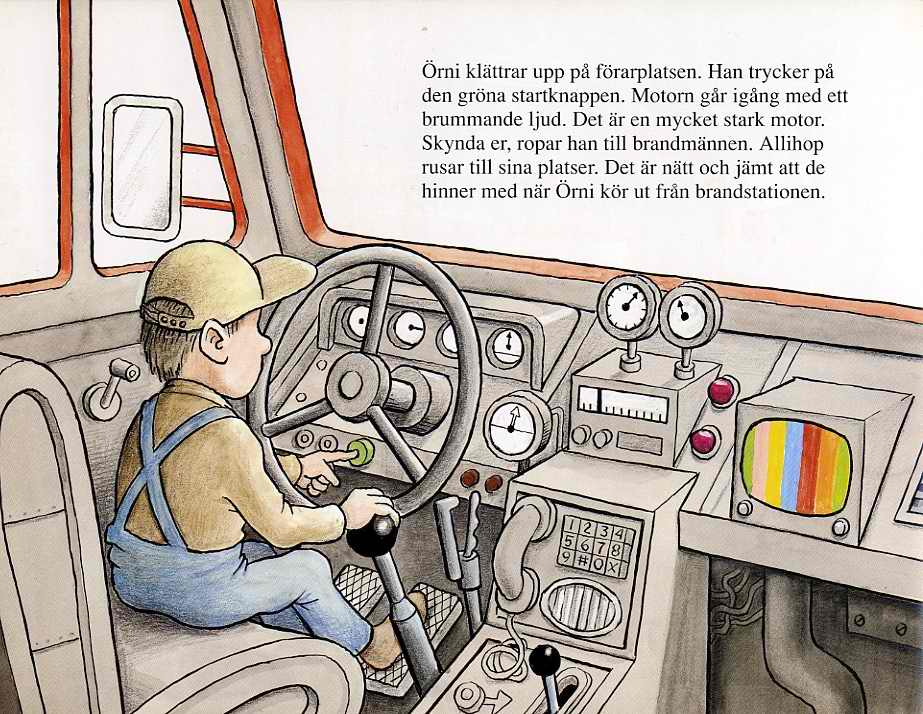 Örni klättrar upp på förarplatsen. Han trycker på
den gröna startknappen. Motorn går igång med ett
brummande ljud. Det är en mycket stark motor.
Skynda er, ropar han till brandmännen. Allihop
rusar till sina platser. Det är nätt och jämt att de
hinner med när Örni kör ut från brandstationen.
1 2 3 4
5 6 7 8
9 # 0 X